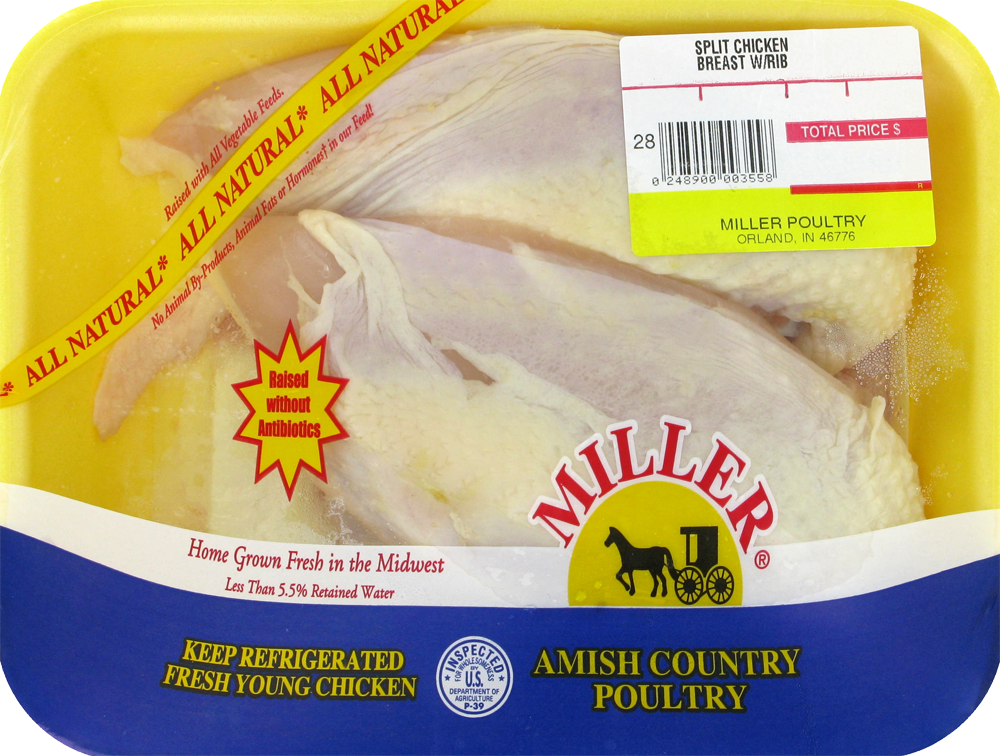 * ALL NATURAL* ALL NATURAL* ALL NATURAL
Raised with All Vegetable Feeds,
No Animal By-Products, Animal Fats or Hormones† in our Feed!
SPLIT CHICKEN
BREAST W/RIB
28
TOTAL PRICE $
0 248900 003558
R
MILLER POULTRY
ORLAND, IN 46776
Raised
without
Antibiotics
MILLER®
Home Grown Fresh in the Midwest
Less Than 5.5% Retained Water
KEEP REFRIGERATED
FRESH YOUNG CHICKEN
INSPECTED
FOR WHOLESOMENESS
BY
U.S.
DEPARTMENT OF
AGRICULTURE
P-39
AMISH COUNTRY
POULTRY